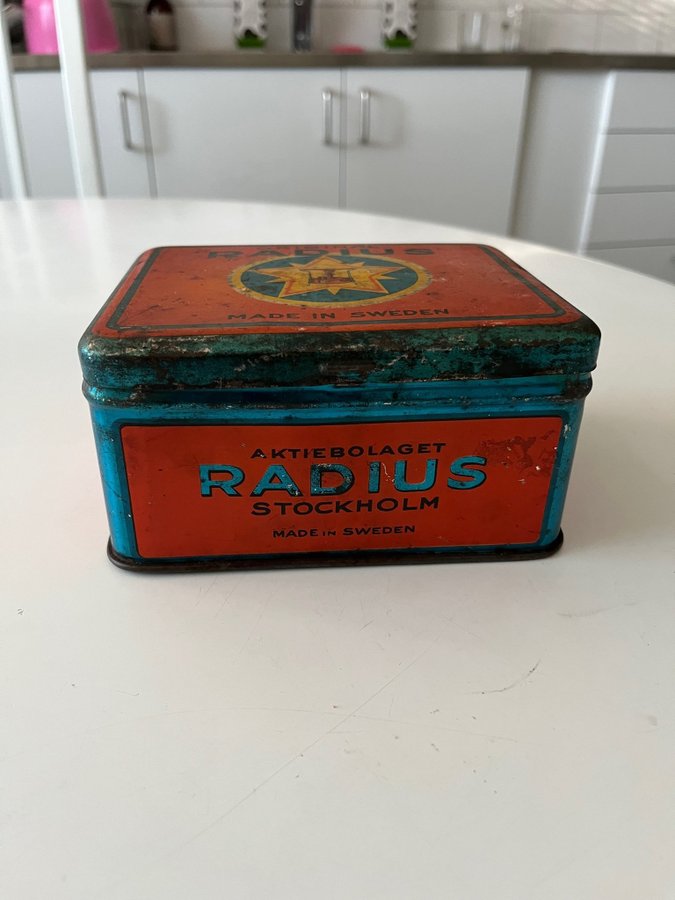 RADIUS
MADE IN SWEDEN
AKTIEBOLAGET
RADIUS
STOCKHOLM
MADE IN SWEDEN